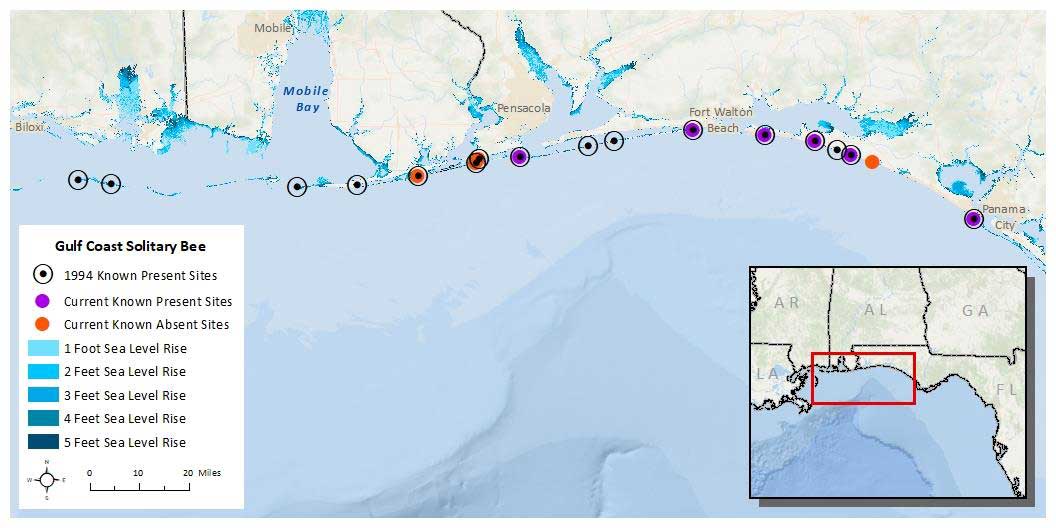 Mobile
Mobile
Bay
Biloxi
Pensacola
Fort Walton
Beach
Panama
City
Gulf Coast Solitary Bee
1994 Known Present Sites
Current Known Present Sites
Current Known Absent Sites
1 Foot Sea Level Rise
2 Feet Sea Level Rise
3 Feet Sea Level Rise
4 Feet Sea Level Rise
5 Feet Sea Level Rise
N
W E
S
0 10 20 Miles
AR
AL
GA
LA
FL